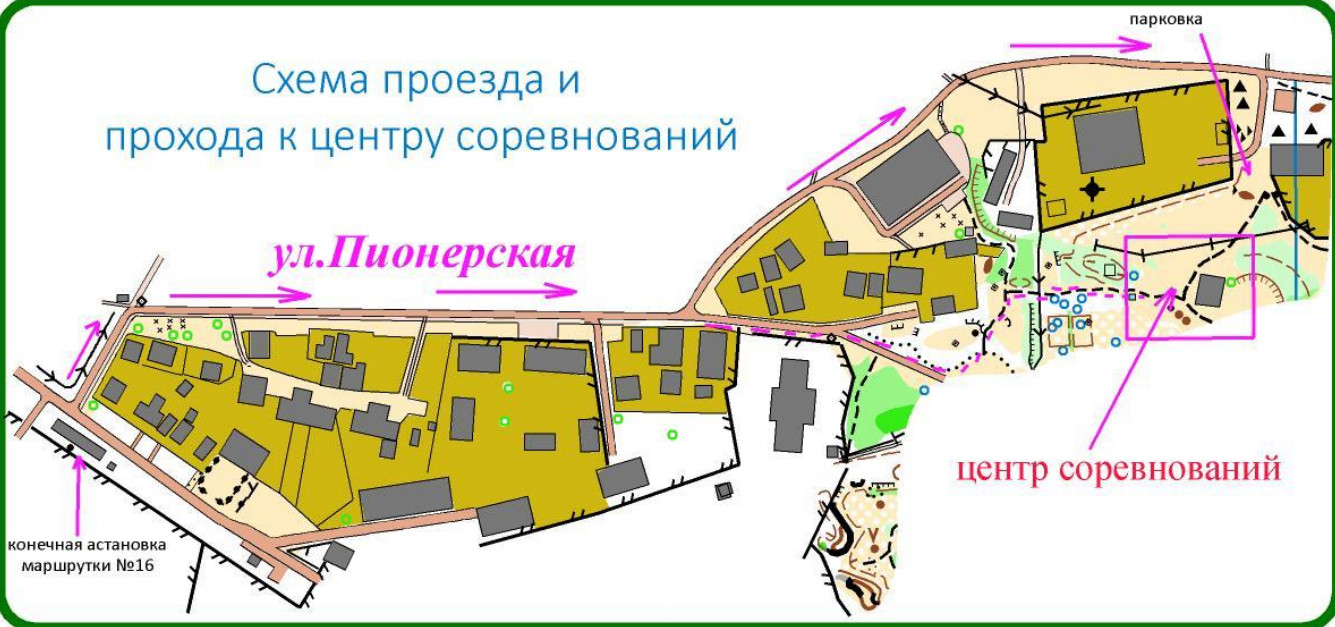 парковка
Схема проезда и
прохода к центру соревнований
ул.Пионерская
центр соревнований
конечная астановка
маршрутки №16